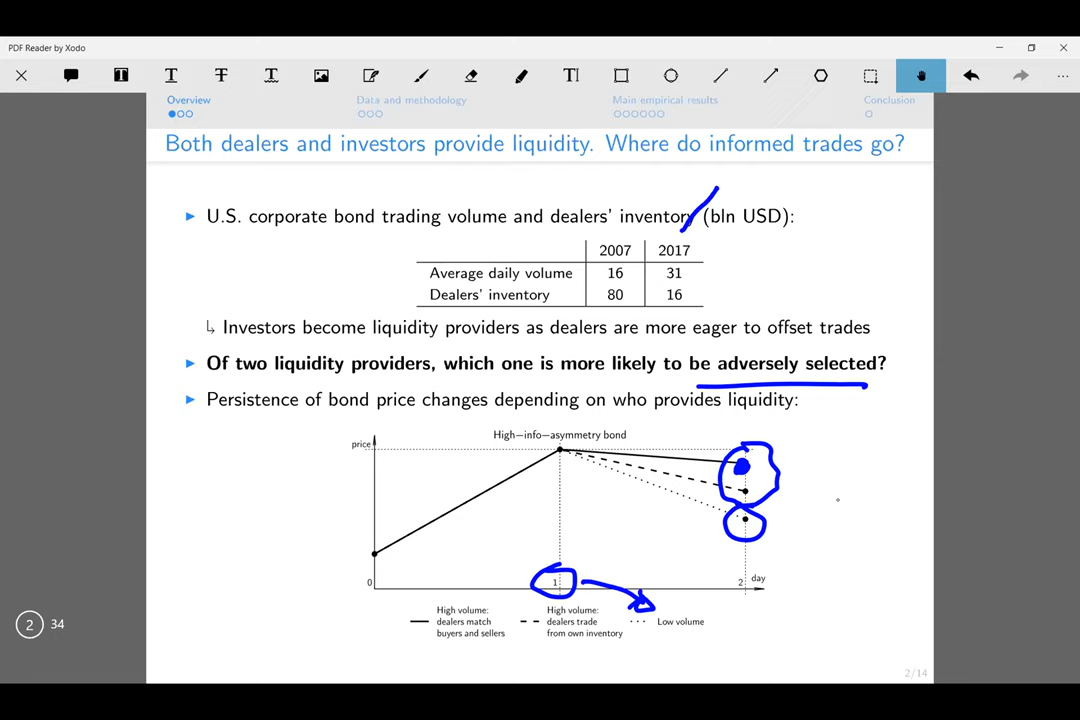 PDF Reader by Xodo
Overview Data and methodology Main empirical results Conclusion
Both dealers and investors provide liquidity. Where do informed trades go?
U.S. corporate bond trading volume and dealers' inventory (bln USD):
2007 2017
Average daily volume 16 31
Dealers' inventory 80 16
Investors become liquidity providers as dealers are more eager to offset trades
Of two liquidity providers, which one is more likely to be adversely selected?
Persistence of bond price changes depending on who provides liquidity:
High−info−asymmetry bond
price
0 1 2 day
High volume: High volume:
dealers match dealers trade Low volume
buyers and sellers from own inventory
2 34
2/14